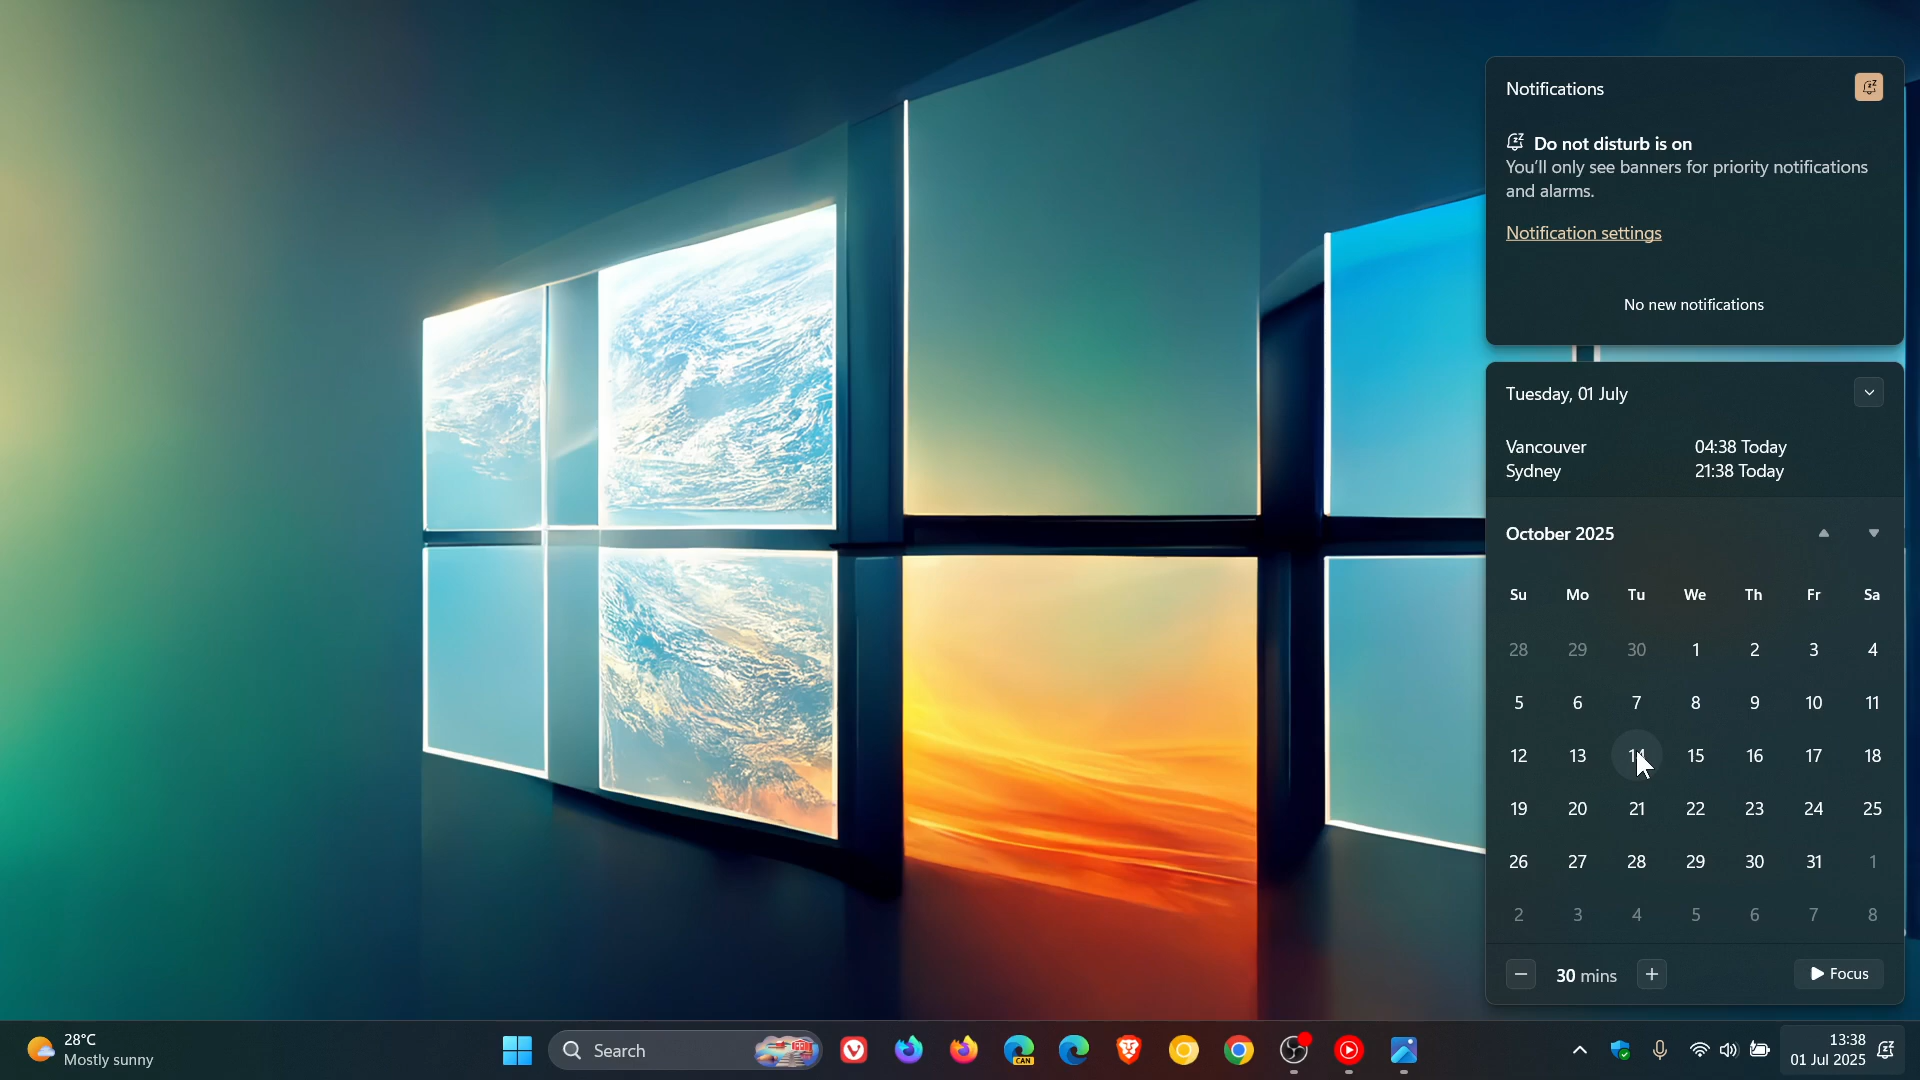 Notifications
Do not disturb is on
You'll only see banners for priority notifications
and alarms.
Notification settings
No new notifications
Tuesday, 01 July
Vancouver 04:38 Today
Sydney 21:38 Today
October 2025
Su Mo Tu We Th Fr Sa
28 29 30 1 2 3 4
5 6 7 8 9 10 11
12 13 14 15 16 17 18
19 20 21 22 23 24 25
26 27 28 29 30 31 1
2 3 4 5 6 7 8
30 mins Focus
28°C
Mostly sunny
Search
CAN
13:38
01 Jul 2025